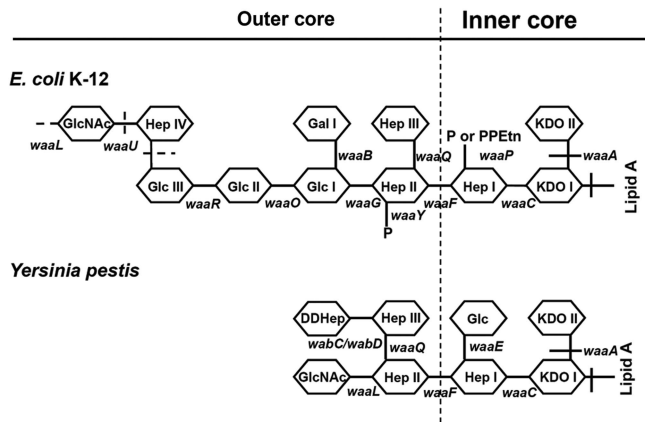 Outer core Inner core
E. coli K-12
GlcNAc Hep IV Gal I Hep III P or PPEtn KDO II
waaL waaU waaB waaQ waaP waaA
Glc III Glc II Glc I Hep II Hep I KDO I Lipid A
waaR waaO waaG waaY waaF waaC
P
Yersinia pestis
DDHep Hep III Glc KDO II
wabC/wabD waaQ waaE waaA
GlcNAc Hep II Hep I KDO I Lipid A
waaL waaF waaC